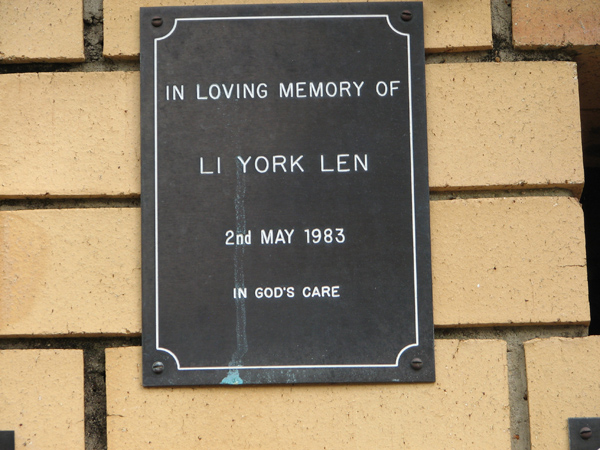 IN LOVING MEMORY OF
LI YORK LEN
2nd MAY 1983
IN GOD'S CARE